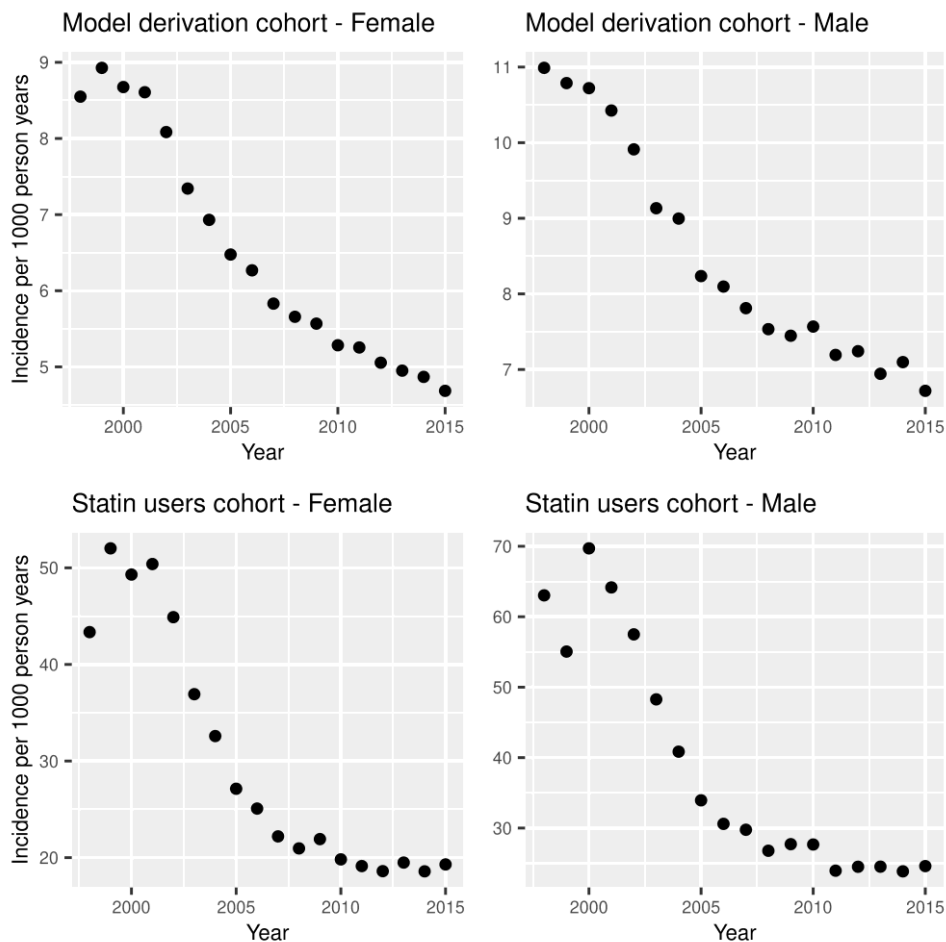 Model derivation cohort - Female
Incidence per 1000 person years
9
8
7
6
5
2000 2005 2010 2015
Year
Model derivation cohort - Male
11
10
9
8
7
2000 2005 2010 2015
Year
Statin users cohort - Female
Incidence per 1000 person years
50
40
30
20
2000 2005 2010 2015
Year
Statin users cohort - Male
70
60
50
40
30
2000 2005 2010 2015
Year